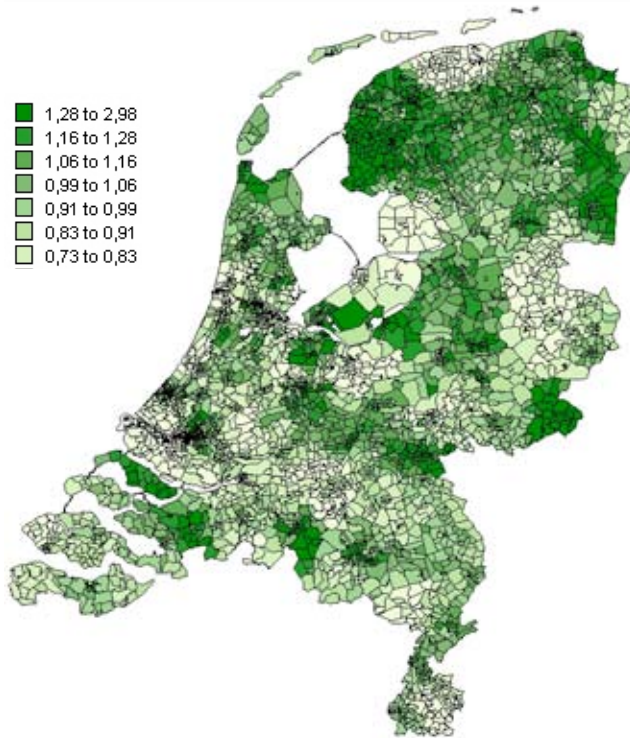 1,28 to 2,98
1,16 to 1,28
1,06 to 1,16
0,99 to 1,06
0,91 to 0,99
0,83 to 0,91
0,73 to 0,83